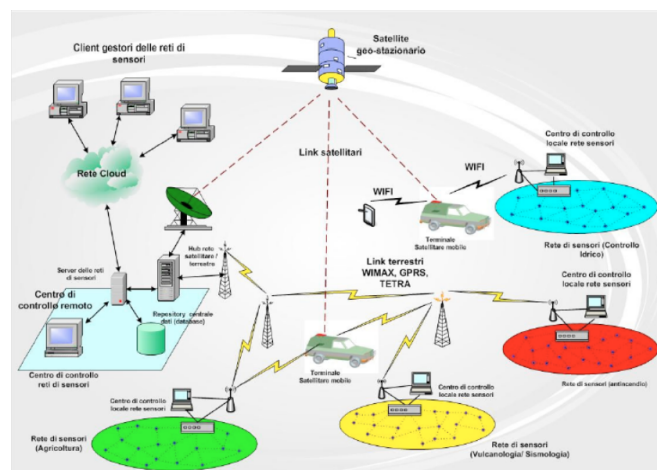 Client gestori delle reti di
sensori
Satellite
geo-stazionario
Rete Cloud
Link satellitari
Centro di controllo
locale rete sensori
WIFI
WIFI
Terminale
Satellitare mobile
Rete di sensori (Controllo
Idrico)
Hub rete
satellitare /
terrestre
Server delle reti
di sensori
Link terrestri
WIMAX, GPRS,
TETRA
Centro di controllo
locale rete sensori
Centro di
controllo remoto
Repository centrale
dati (database)
Centro di controllo
reti di sensori
Terminale
Satellitare mobile
Rete di sensori (antincendio)
Centro di controllo
locale rete sensori
Centro di controllo
locale rete sensori
Rete di sensori
(Agricoltura)
Rete di sensori
(Vulcanologia/ Sismologia)